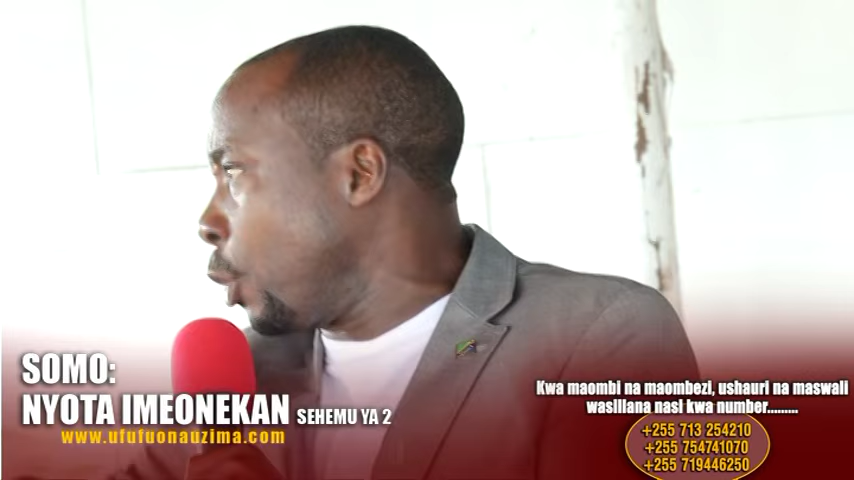 SOMO:
NYOTA IMEONEKAN SEHEMU YA 2
www.ufufuonauzima.com
Kwa maombi na maombezi, ushauri na maswali
wasiliana nasi kwa number.........
+255 713 254210
+255 754741070
+255 719446250